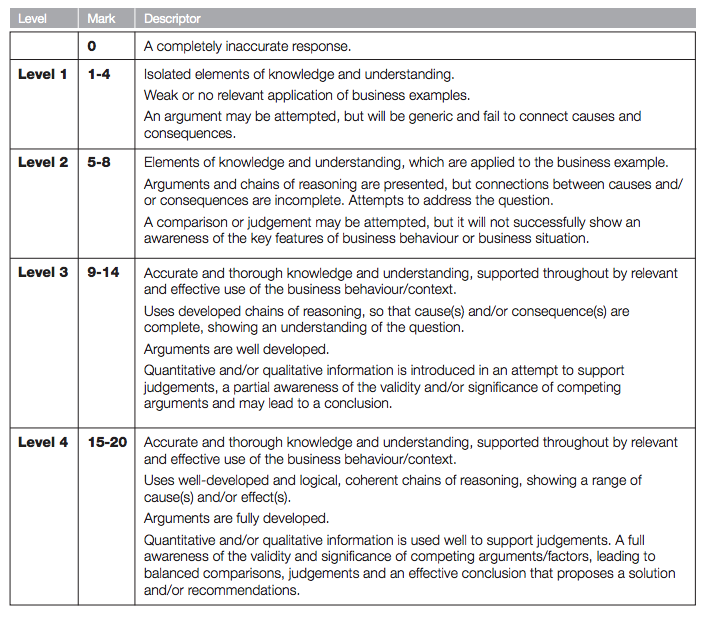 Level Mark Descriptor
0 A completely inaccurate response.
Level 1 1-4 Isolated elements of knowledge and understanding.
Weak or no relevant application of business examples.
An argument may be attempted, but will be generic and fail to connect causes and
consequences.
Level 2 5-8 Elements of knowledge and understanding, which are applied to the business example.
Arguments and chains of reasoning are presented, but connections between causes and/
or consequences are incomplete. Attempts to address the question.
A comparison or judgement may be attempted, but it will not successfully show an
awareness of the key features of business behaviour or business situation.
Level 3 9-14 Accurate and thorough knowledge and understanding, supported throughout by relevant
and effective use of the business behaviour/context.
Uses developed chains of reasoning, so that cause(s) and/or consequence(s) are
complete, showing an understanding of the question.
Arguments are well developed.
Quantitative and/or qualitative information is introduced in an attempt to support
judgements, a partial awareness of the validity and/or significance of competing
arguments and may lead to a conclusion.
Level 4 15-20 Accurate and thorough knowledge and understanding, supported throughout by relevant
and effective use of the business behaviour/context.
Uses well-developed and logical, coherent chains of reasoning, showing a range of
cause(s) and/or effect(s).
Arguments are fully developed.
Quantitative and/or qualitative information is used well to support judgements. A full
awareness of the validity and significance of competing arguments/factors, leading to
balanced comparisons, judgements and an effective conclusion that proposes a solution
and/or recommendations.